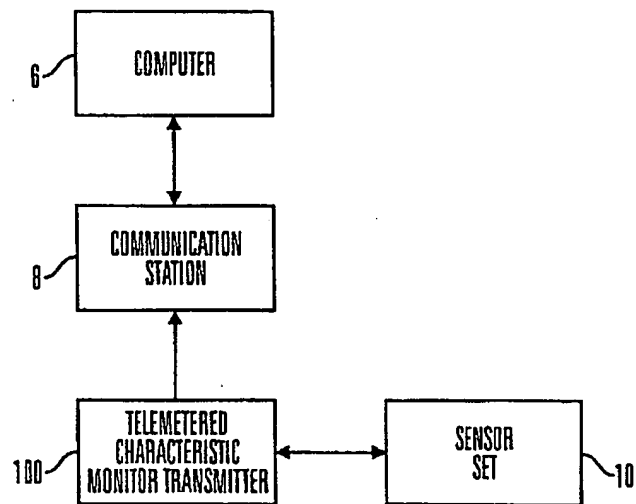 COMPUTER
6
COMMUNICATION
STATION
8
TELEMETERED
CHARACTERISTIC
MONITOR TRANSMITTER
100
SENSOR
SET
10